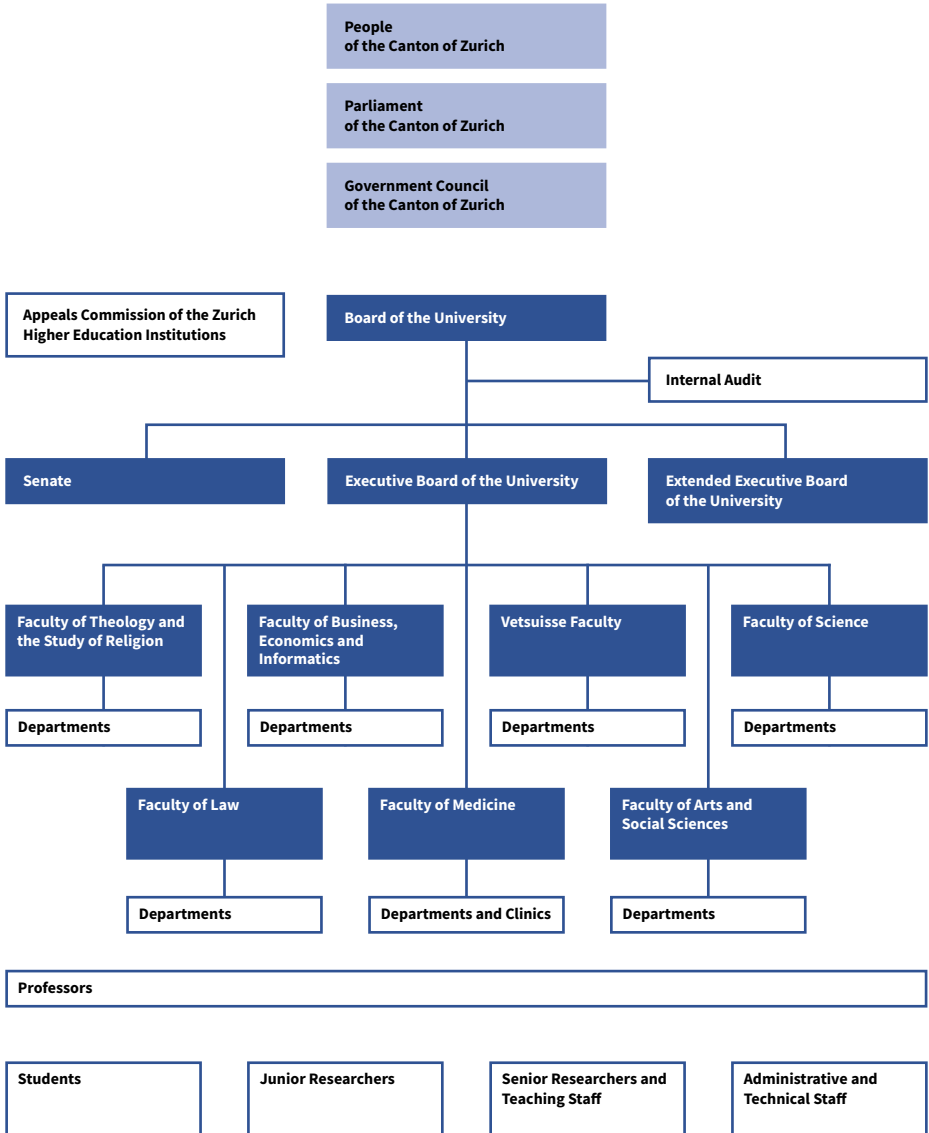 People
of the Canton of Zurich
Parliament
of the Canton of Zurich
Government Council
of the Canton of Zurich
Appeals Commission of the Zurich
Higher Education Institutions
Board of the University
Internal Audit
Senate
Executive Board of the University
Extended Executive Board
of the University
Faculty of Theology and
the Study of Religion
Faculty of Business,
Economics and
Informatics
Vetsuisse Faculty
Faculty of Science
Departments
Departments
Departments
Departments
Faculty of Law
Faculty of Medicine
Faculty of Arts and
Social Sciences
Departments
Departments and Clinics
Departments
Professors
Students
Junior Researchers
Senior Researchers and
Teaching Staff
Administrative and
Technical Staff